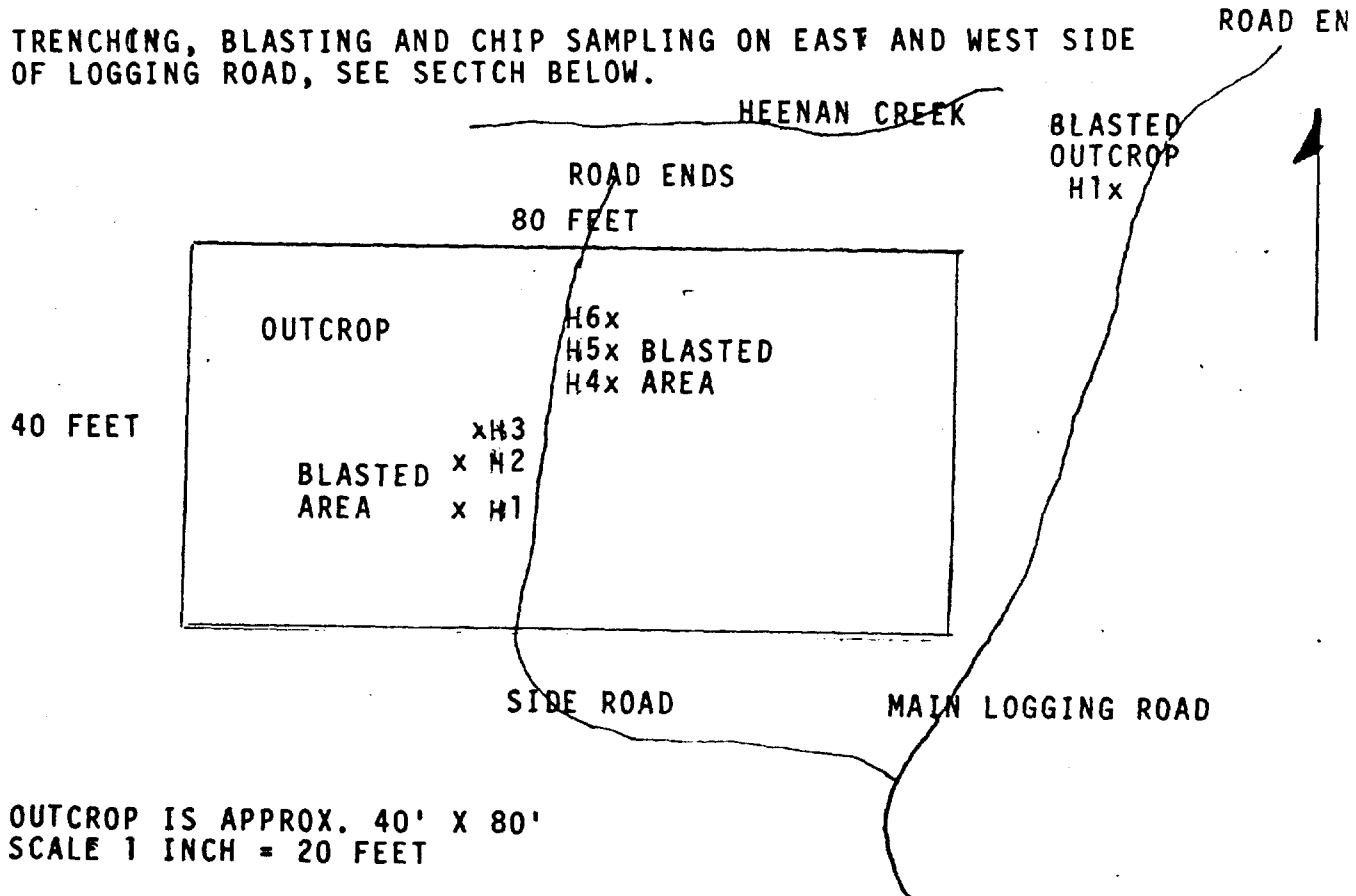 ROAD EN
TRENCHING, BLASTING AND CHIP SAMPLING ON EAST AND WEST SIDE
OF LOGGING ROAD, SEE SECTCH BELOW.
HEENAN CREEK
BLASTED
OUTCROP
H1x
ROAD ENDS
80 FEET
OUTCROP
H6x
H5x BLASTED
H4x AREA
40 FEET
xH3
x H2
x H1
BLASTED
AREA
SIDE ROAD
MAIN LOGGING ROAD
OUTCROP IS APPROX. 40' X 80'
SCALE 1 INCH = 20 FEET